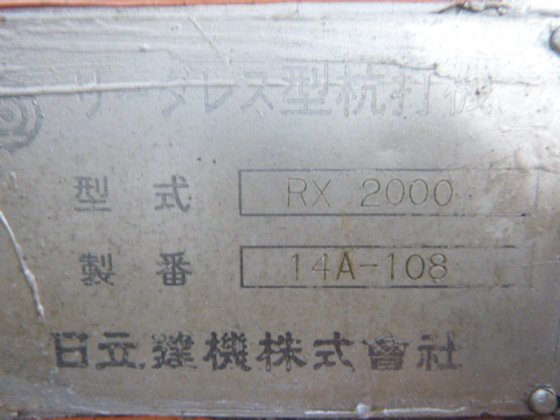 リーダレス型杭打機
型式 RX 2000
製番 14A-108
日立建機株式會社